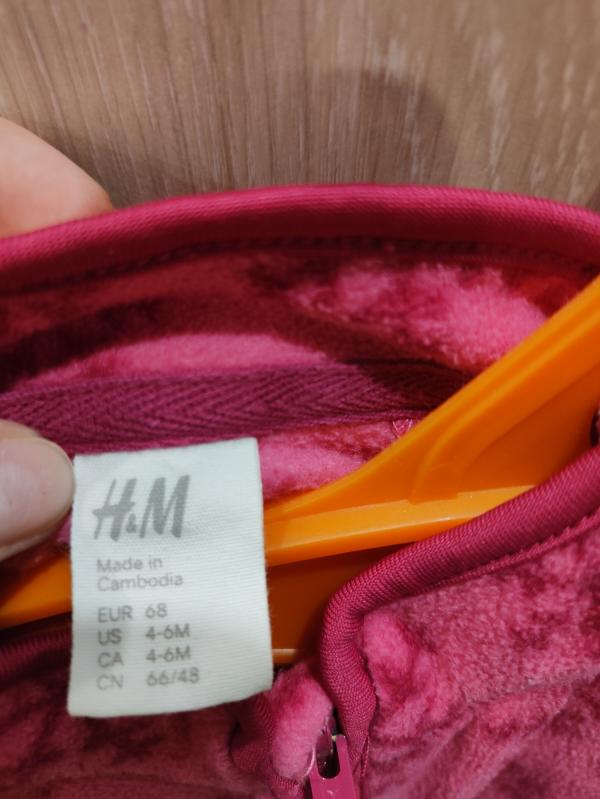 H&M
Made in
Cambodia
EUR 68
US 4-6M
CA 4-6M
CN 66/48